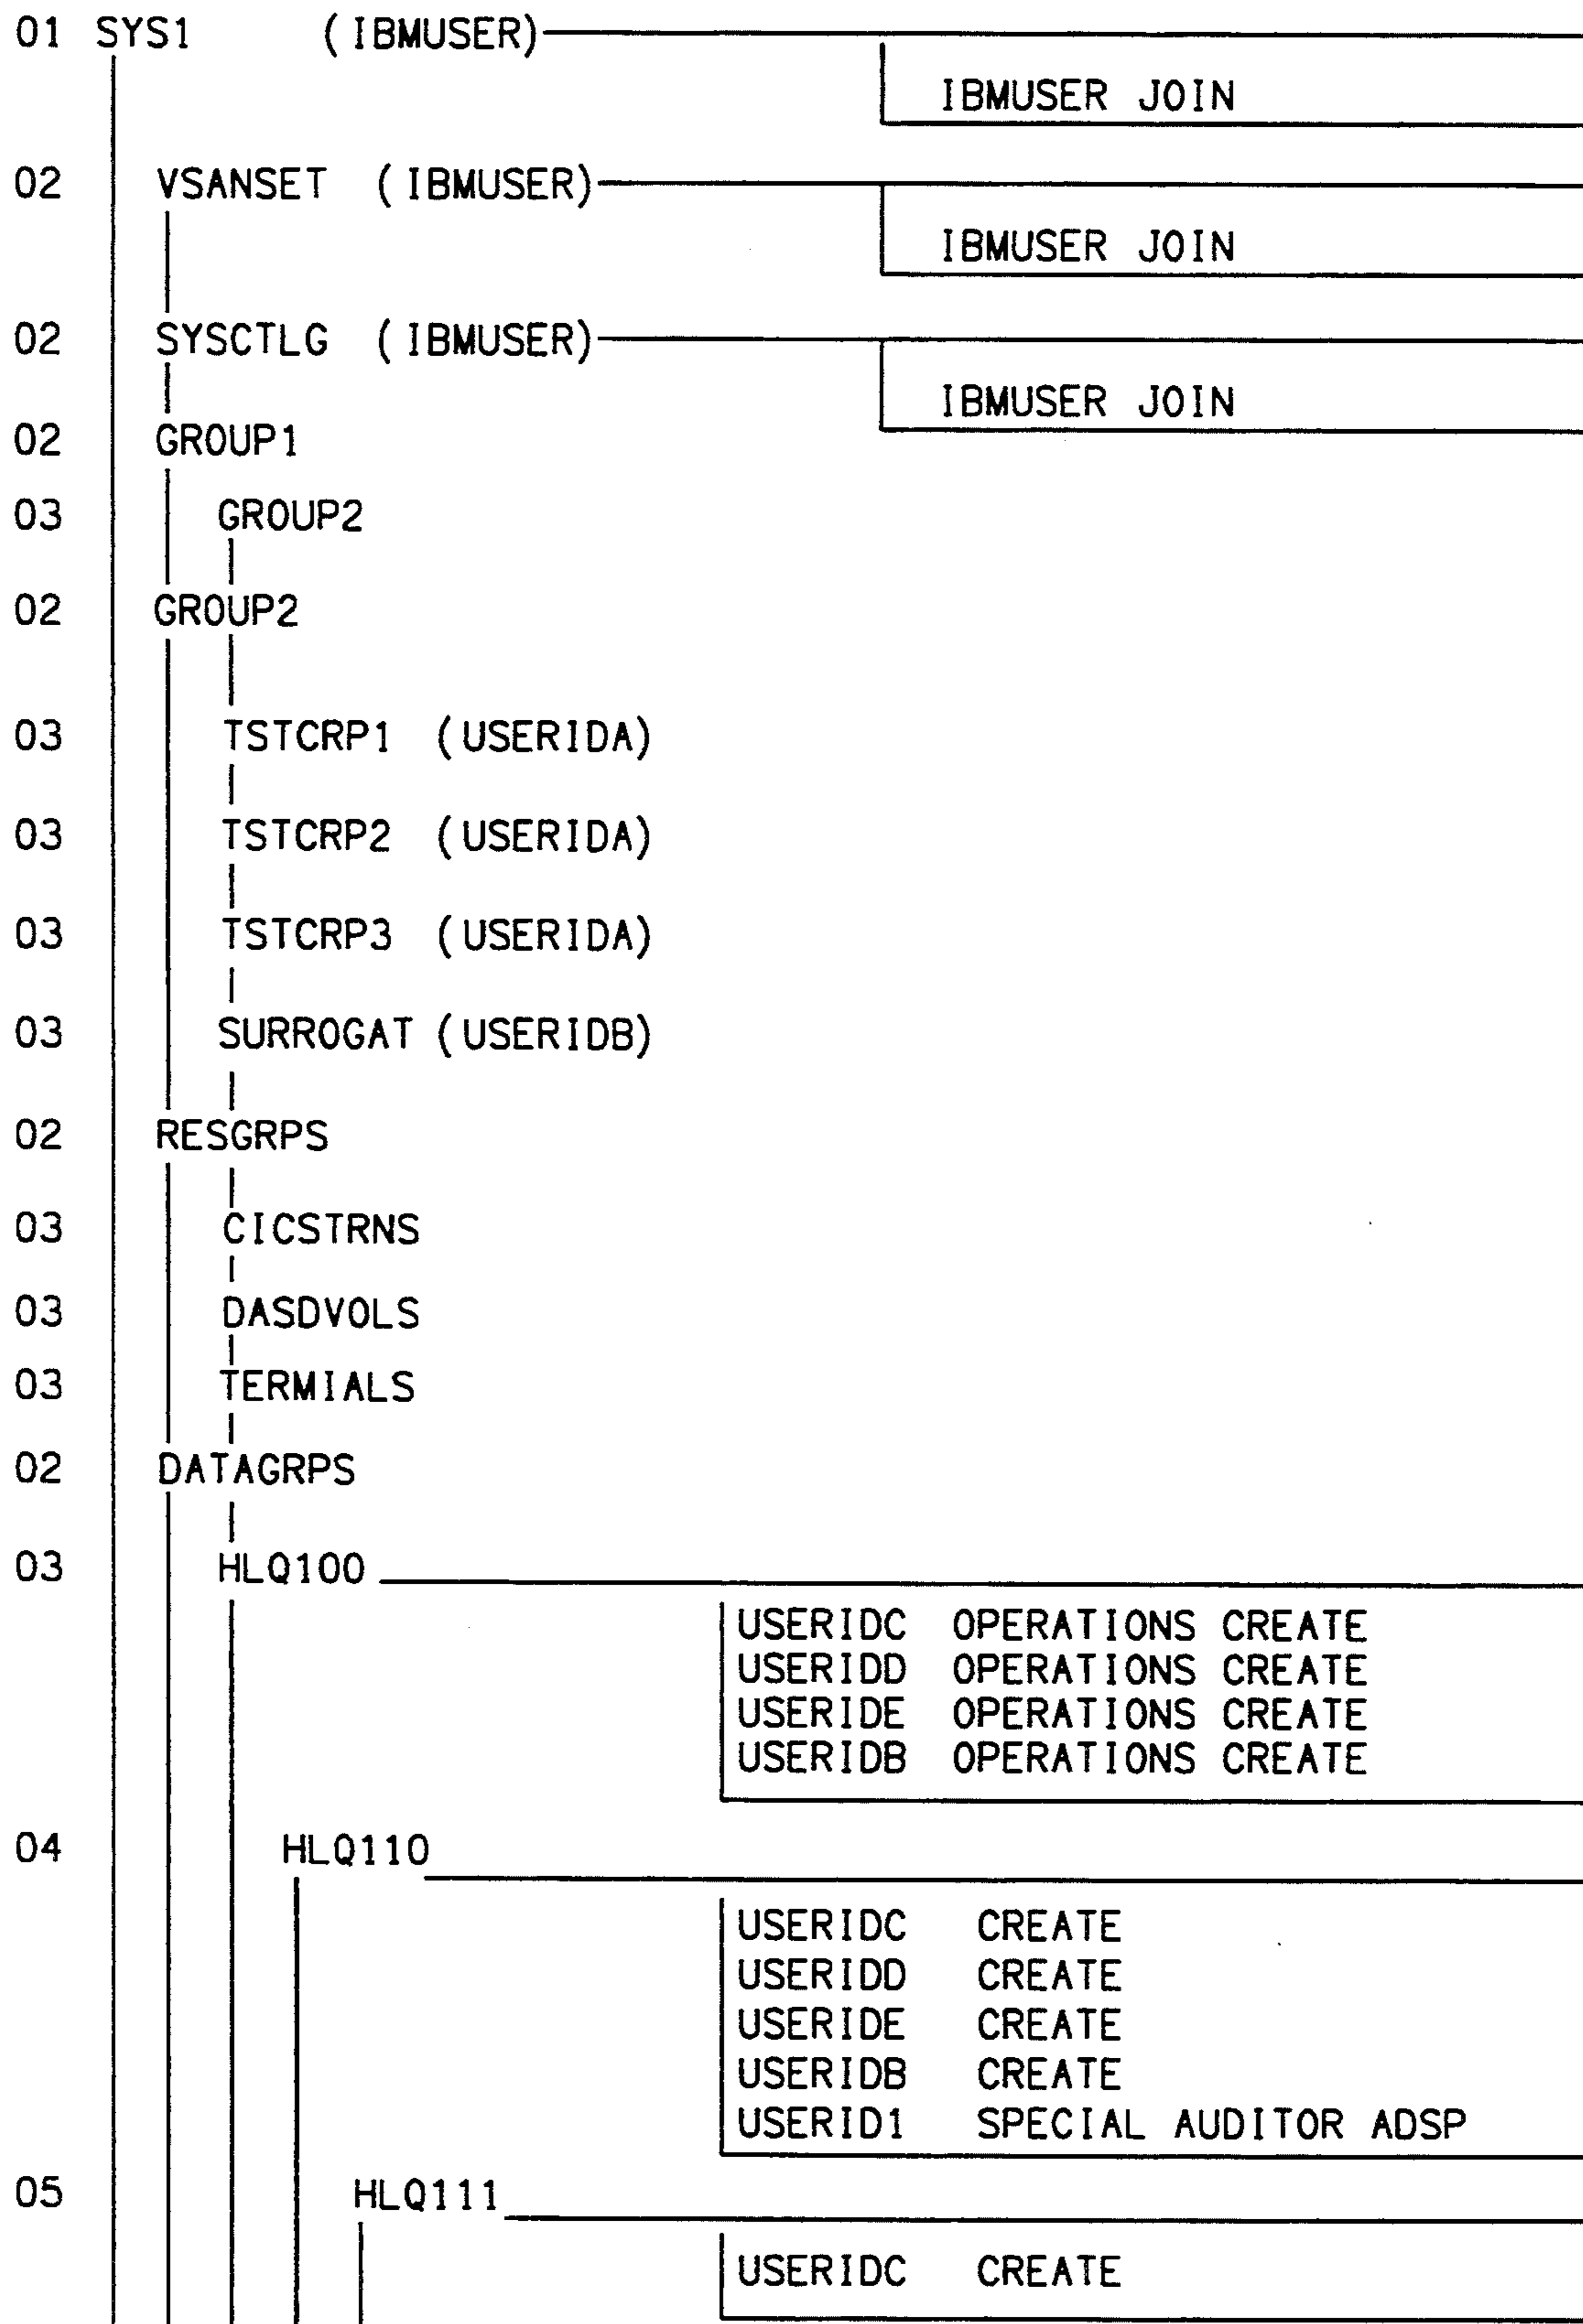 01 SYS1 (IBMUSER)
IBMUSER JOIN
02 VSANSET (IBMUSER)
IBMUSER JOIN
02 SYSCTLG (IBMUSER)
IBMUSER JOIN
02 GROUP1
03 GROUP2
02 GROUP2
03 TSTCRP1 (USERIDA)
03 TSTCRP2 (USERIDA)
03 TSTCRP3 (USERIDA)
03 SURROGAT (USERIDB)
02 RESGRPS
03 CICSTRNS
03 DASDVOLS
03 TERMIALS
02 DATAGRPS
03 HLQ100
USERIDC OPERATIONS CREATE
USERIDD OPERATIONS CREATE
USERIDE OPERATIONS CREATE
USERIDB OPERATIONS CREATE
04 HLQ110
USERIDC CREATE
USERIDD CREATE
USERIDE CREATE
USERIDB CREATE
USERID1 SPECIAL AUDITOR ADSP
05 HLQ111
USERIDC CREATE